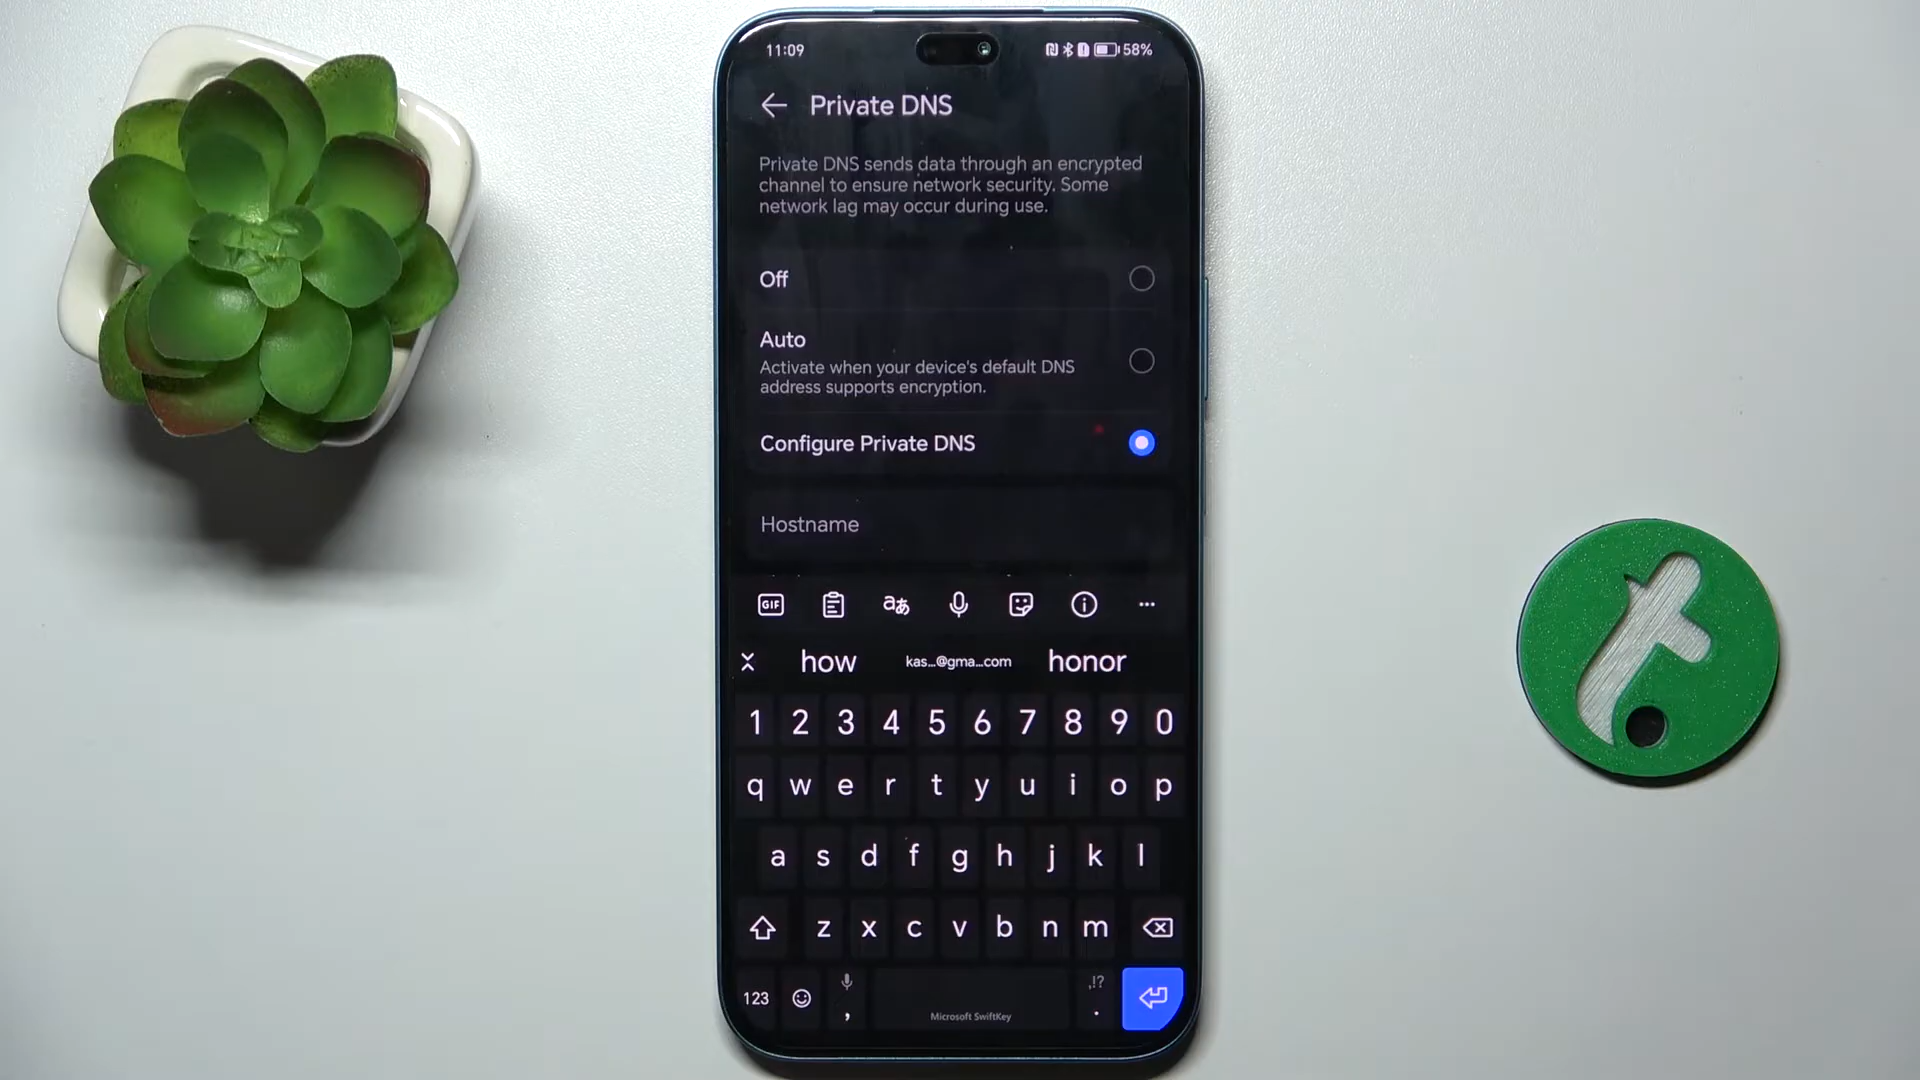 11:09
58%
Private DNS
Private DNS sends data through an encrypted
channel to ensure network security. Some
network lag may occur during use.
Off
Auto
Activate when your device's default DNS
address supports encryption.
Configure Private DNS
Hostname
GIF
aあ
how kas...@gma...com honor
1 2 3 4 5 6 7 8 9 0
q w e r t y u i o p
a s d f g h j k l
z x c v b n m
123 , Microsoft SwiftKey ,!? .